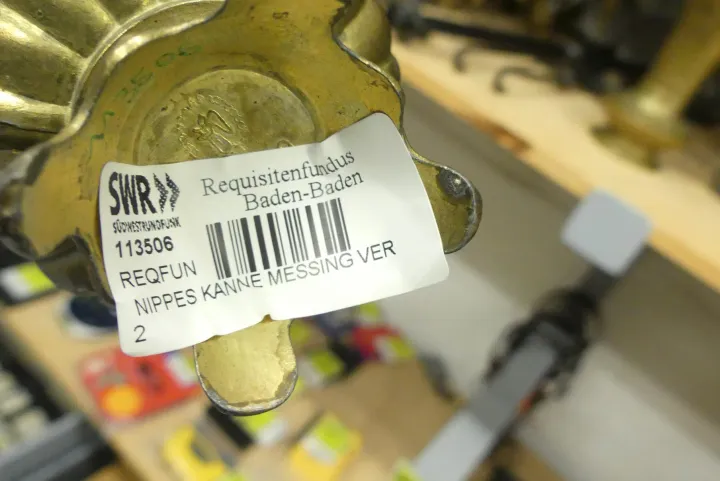 SWR
SÜDWESTRUNDFUNK
Requisitenfundus
Baden-Baden
113506
REQFUN
NIPPES KANNE MESSING VER
2